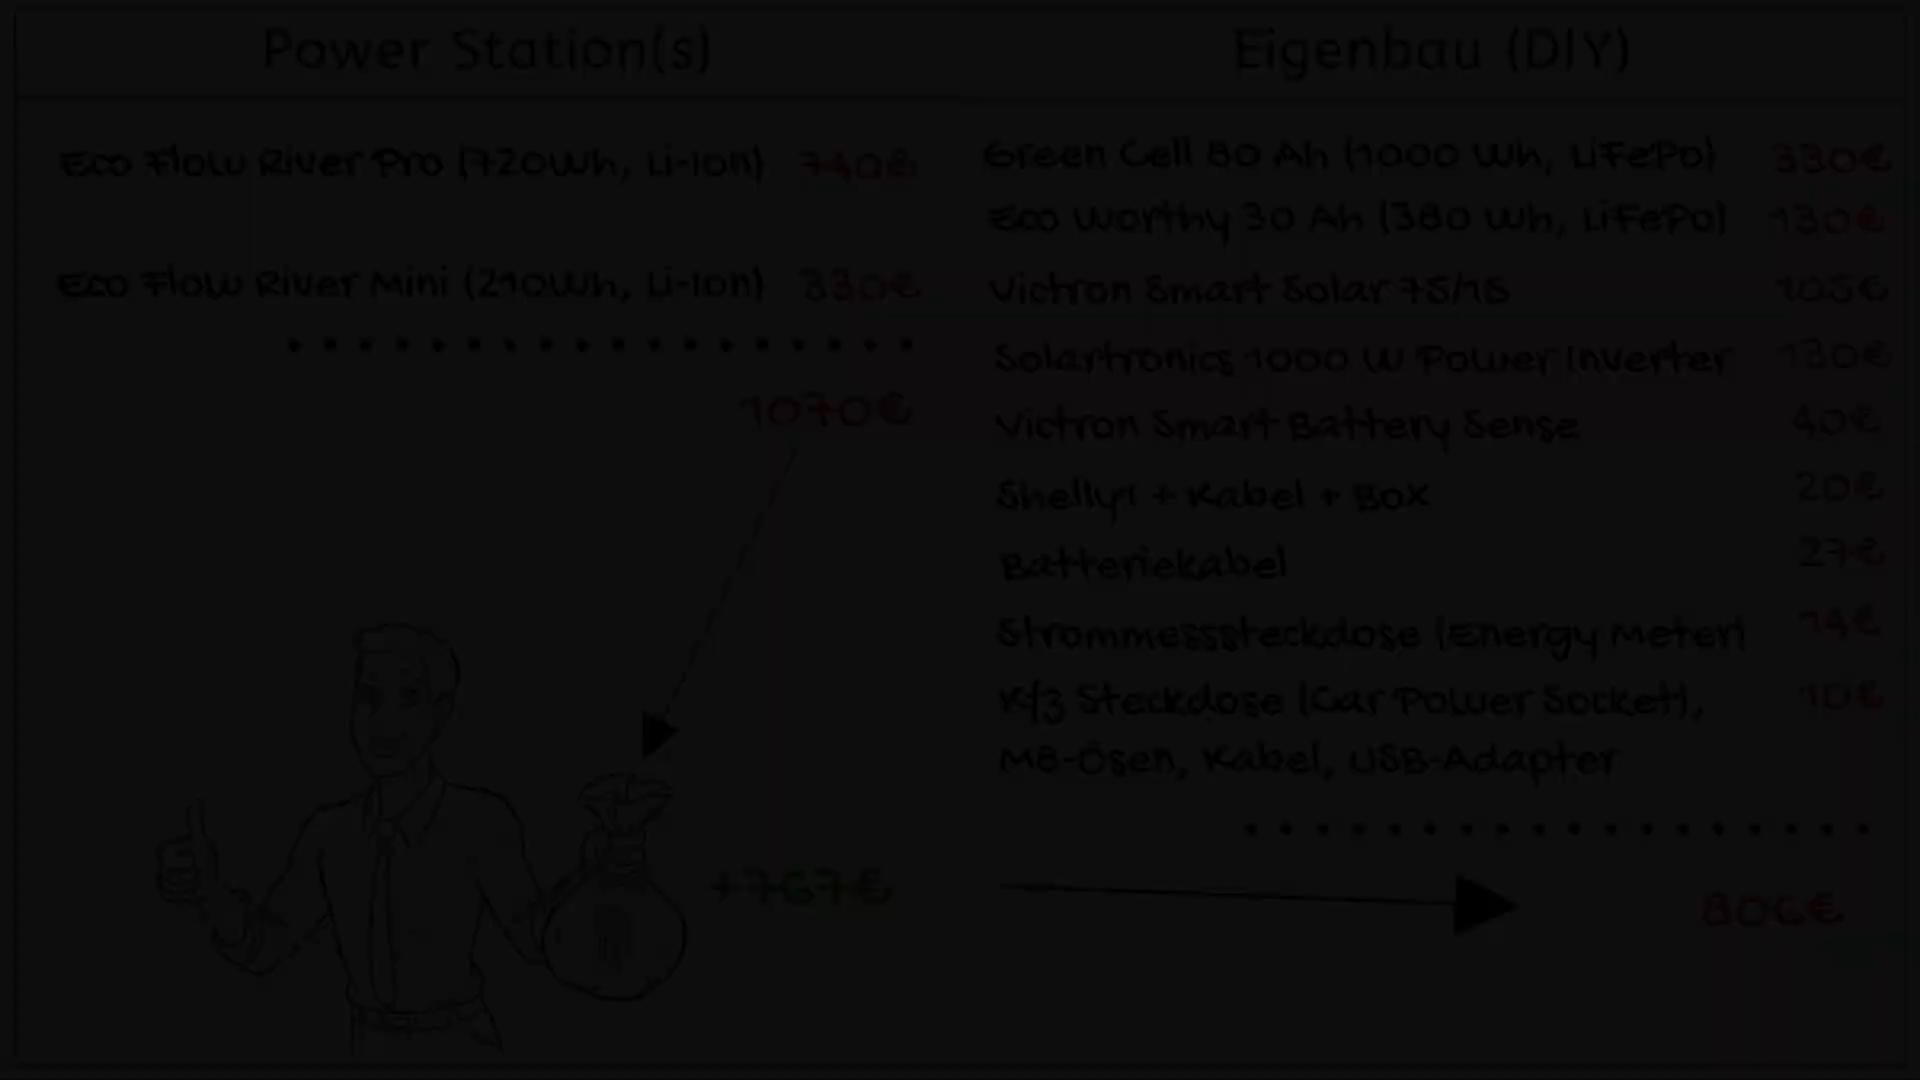 Power Station(s)
Eco Flow River Pro (720Wh, Li-Ion) 740€
Eco Flow River Mini (210Wh, Li-Ion) 330€
1070€
+767€
Eigenbau (DIY)
Green Cell 80 Ah (1000 Wh, LiFePo) 330€
Eco Worthy 30 Ah (380 Wh, LiFePo) 130€
Victron Smart Solar 75/15 105€
Solartronics 1000 W Power Inverter 130€
Victron Smart Battery Sense 40€
Shelly1 + Kabel + Box 20€
Batteriekabel 27€
Strommesssteckdose (Energy Meter) 14€
Kfz Steckdose (Car Power Socket), 10€
M8-Ösen, Kabel, USB-Adapter
806€